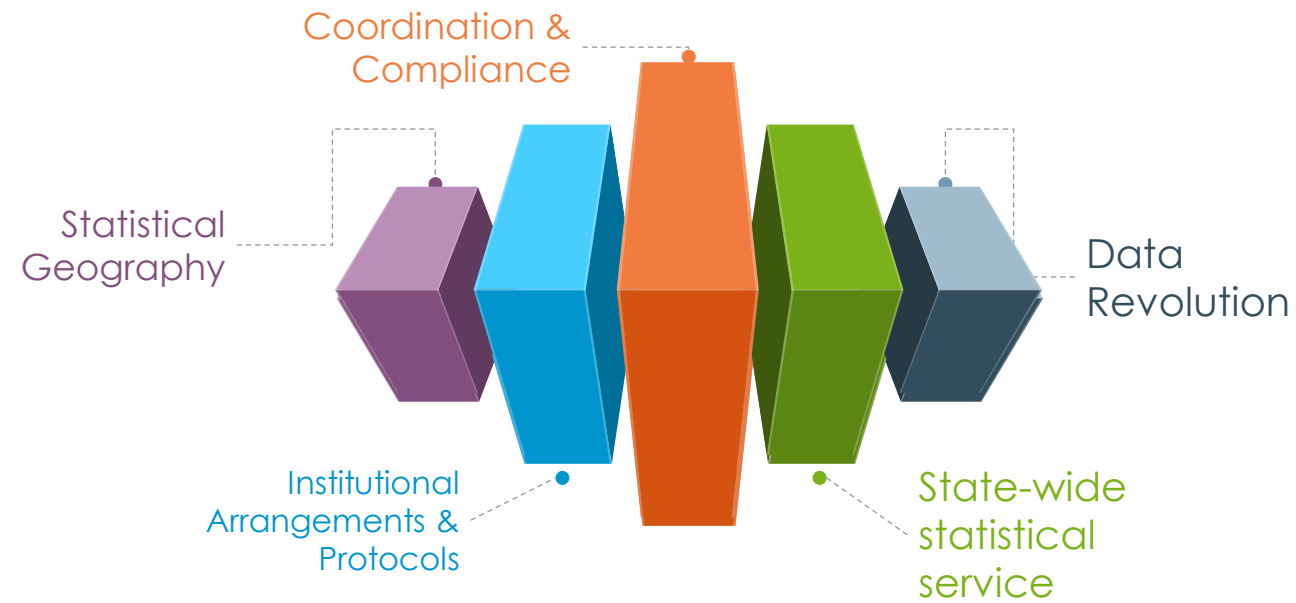 Coordination &
Compliance
Statistical
Geography
Data
Revolution
Institutional
Arrangements &
Protocols
State-wide
statistical
service